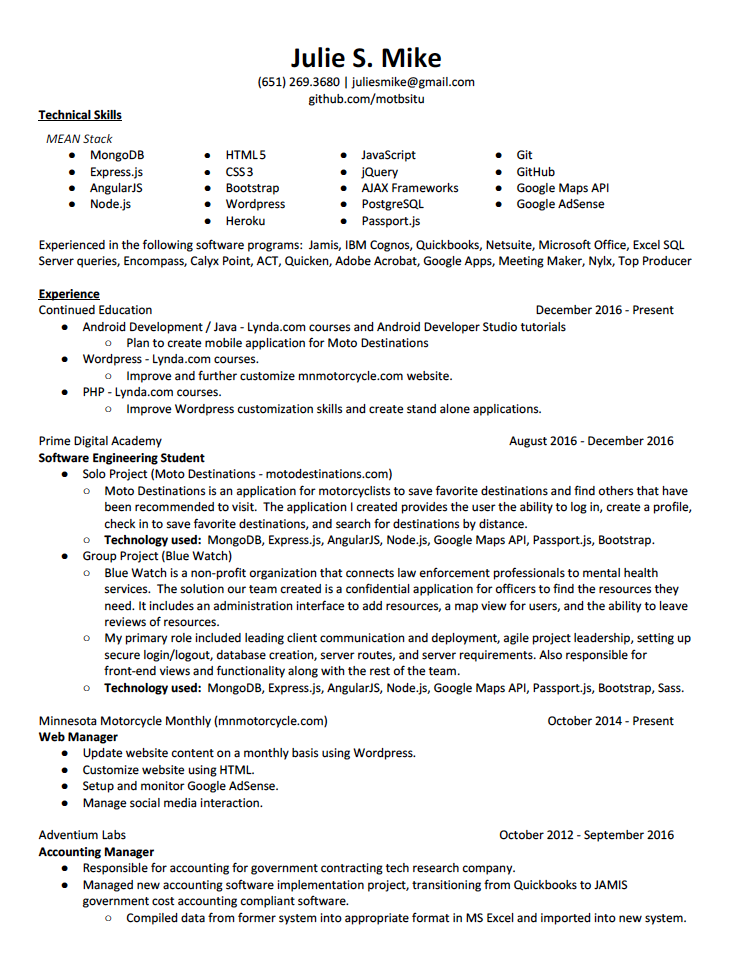 Julie S. Mike
(651) 269.3680 | juliesmike@gmail.com
github.com/motbsitu
Technical Skills
MEAN Stack
● MongoDB ● HTML5 ● JavaScript ● Git
● Express.js ● CSS3 ● jQuery ● GitHub
● AngularJS ● Bootstrap ● AJAX Frameworks ● Google Maps API
● Node.js ● Wordpress ● PostgreSQL ● Google AdSense
● Heroku ● Passport.js
Experienced in the following software programs: Jamis, IBM Cognos, Quickbooks, Netsuite, Microsoft Office, Excel SQL
Server queries, Encompass, Calyx Point, ACT, Quicken, Adobe Acrobat, Google Apps, Meeting Maker, Nylx, Top Producer
Experience
Continued Education December 2016 - Present
● Android Development / Java - Lynda.com courses and Android Developer Studio tutorials
○ Plan to create mobile application for Moto Destinations
● Wordpress - Lynda.com courses.
○ Improve and further customize mnmotorcycle.com website.
● PHP - Lynda.com courses.
○ Improve Wordpress customization skills and create stand alone applications.
Prime Digital Academy August 2016 - December 2016
Software Engineering Student
● Solo Project (Moto Destinations - motodestinations.com)
○ Moto Destinations is an application for motorcyclists to save favorite destinations and find others that have
been recommended to visit. The application I created provides the user the ability to log in, create a profile,
check in to save favorite destinations, and search for destinations by distance.
○ Technology used: MongoDB, Express.js, AngularJS, Node.js, Google Maps API, Passport.js, Bootstrap.
● Group Project (Blue Watch)
○ Blue Watch is a non-profit organization that connects law enforcement professionals to mental health
services. The solution our team created is a confidential application for officers to find the resources they
need. It includes an administration interface to add resources, a map view for users, and the ability to leave
reviews of resources.
○ My primary role included leading client communication and deployment, agile project leadership, setting up
secure login/logout, database creation, server routes, and server requirements. Also responsible for
front-end views and functionality along with the rest of the team.
○ Technology used: MongoDB, Express.js, AngularJS, Node.js, Google Maps API, Passport.js, Bootstrap, Sass.
Minnesota Motorcycle Monthly (mnmotorcycle.com) October 2014 - Present
Web Manager
● Update website content on a monthly basis using Wordpress.
● Customize website using HTML.
● Setup and monitor Google AdSense.
● Manage social media interaction.
Adventium Labs October 2012 - September 2016
Accounting Manager
● Responsible for accounting for government contracting tech research company.
● Managed new accounting software implementation project, transitioning from Quickbooks to JAMIS
government cost accounting compliant software.
○ Compiled data from former system into appropriate format in MS Excel and imported into new system.